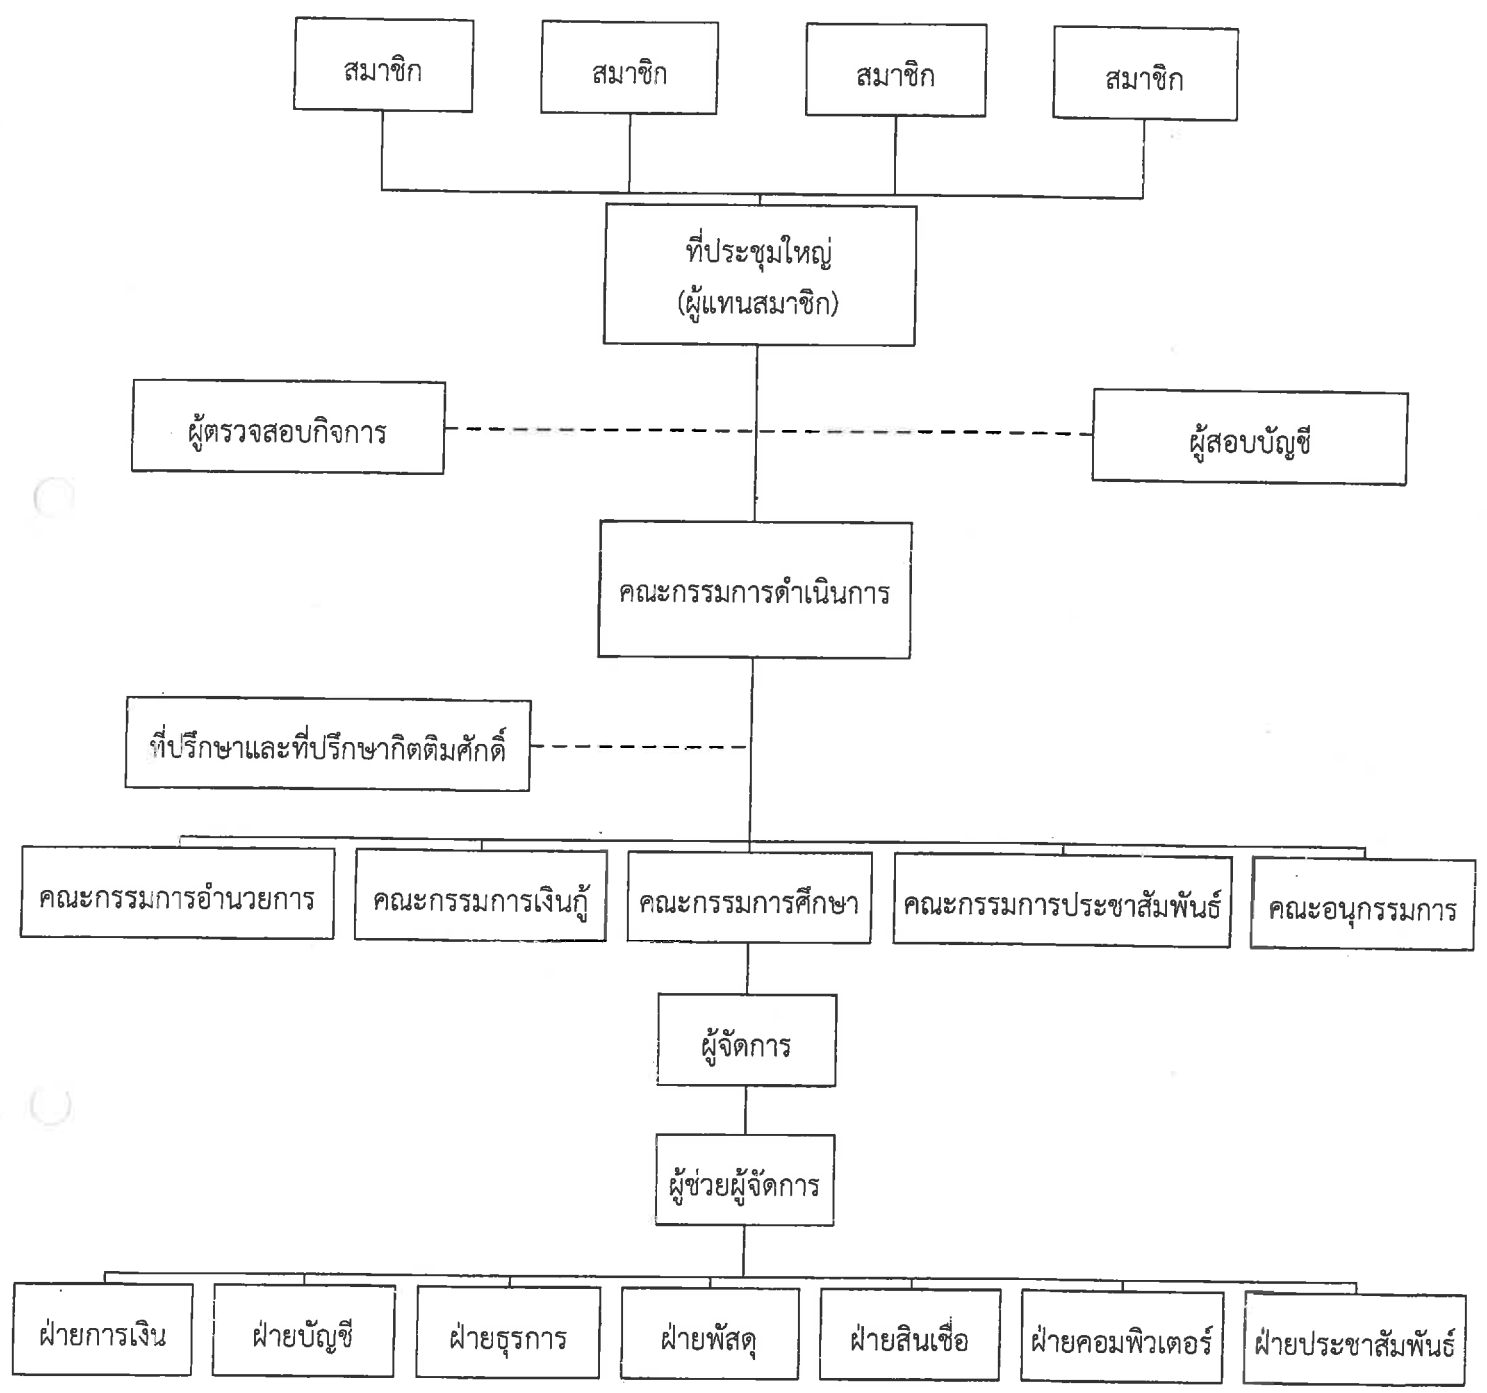 สมาชิก
สมาชิก
สมาชิก
สมาชิก
ที่ประชุมใหญ่
(ผู้แทนสมาชิก)
ผู้ตรวจสอบกิจการ
ผู้สอบบัญชี
คณะกรรมการดำเนินการ
ที่ปรึกษาและที่ปรึกษากิตติมศักดิ์
คณะกรรมการอำนวยการ
คณะกรรมการเงินกู้
คณะกรรมการศึกษา
คณะกรรมการประชาสัมพันธ์
คณะอนุกรรมการ
ผู้จัดการ
ผู้ช่วยผู้จัดการ
ฝ่ายการเงิน
ฝ่ายบัญชี
ฝ่ายธุรการ
ฝ่ายพัสดุ
ฝ่ายสินเชื่อ
ฝ่ายคอมพิวเตอร์
ฝ่ายประชาสัมพันธ์